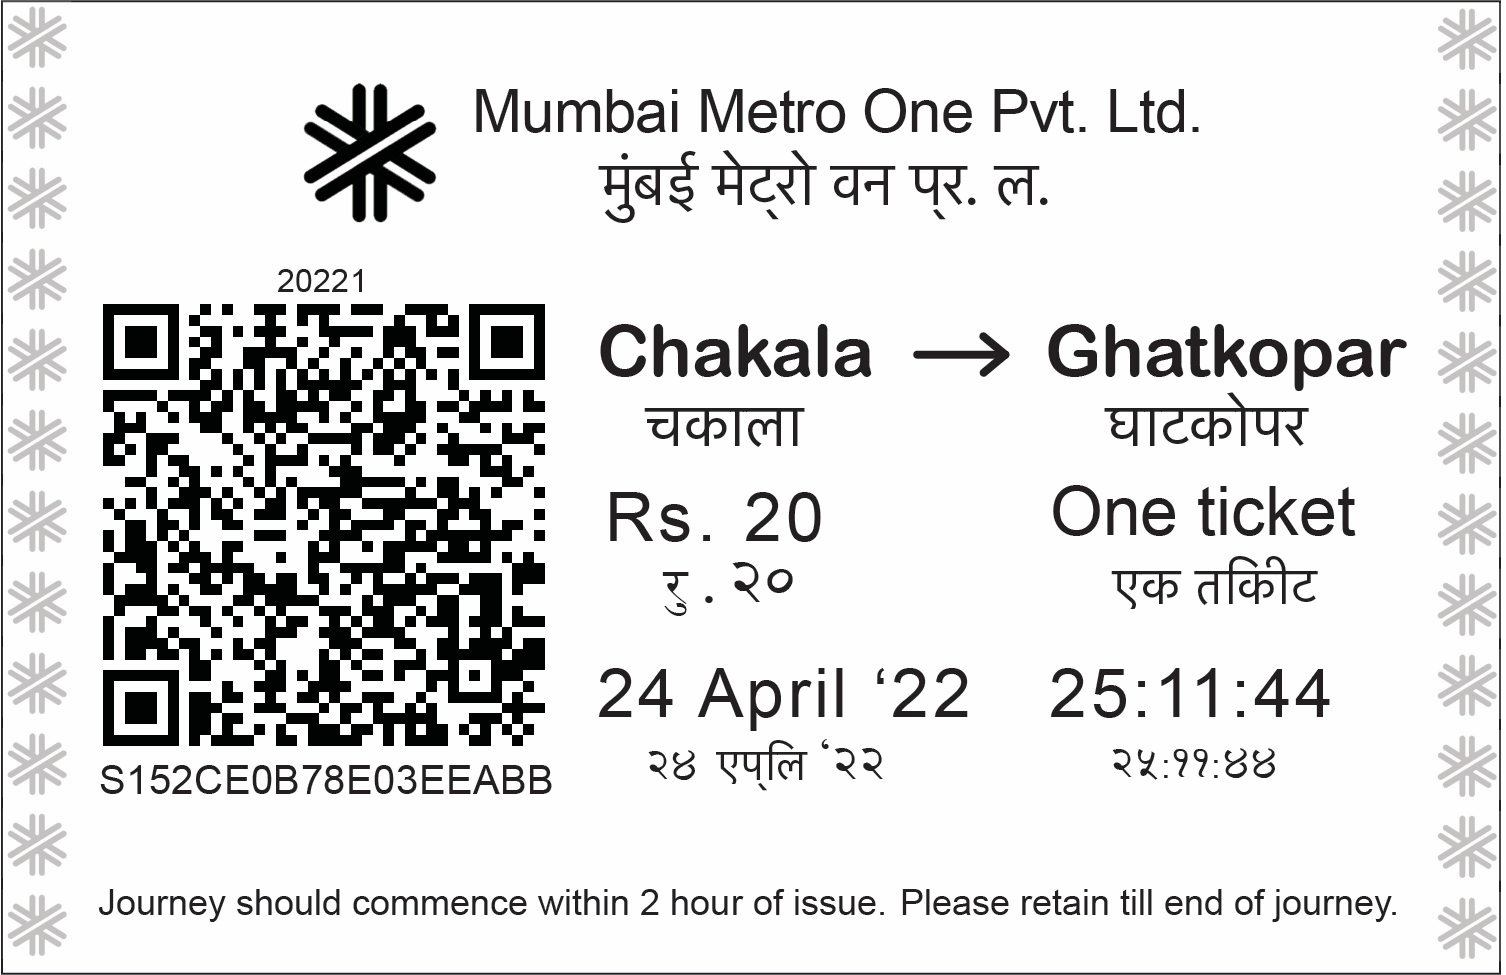 Mumbai Metro One Pvt. Ltd.
मुंबई मेट्रो वन प्र. ल.
20221
Chakala → Ghatkopar
चकाला घाटकोपर
Rs. 20 One ticket
रु . २० एक तिकीट
24 April ‘22 25:11:44
२४ एप्लि ‘२२ २५:११:४४
S152CE0B78E03EEABB
Journey should commence within 2 hour of issue. Please retain till end of journey.